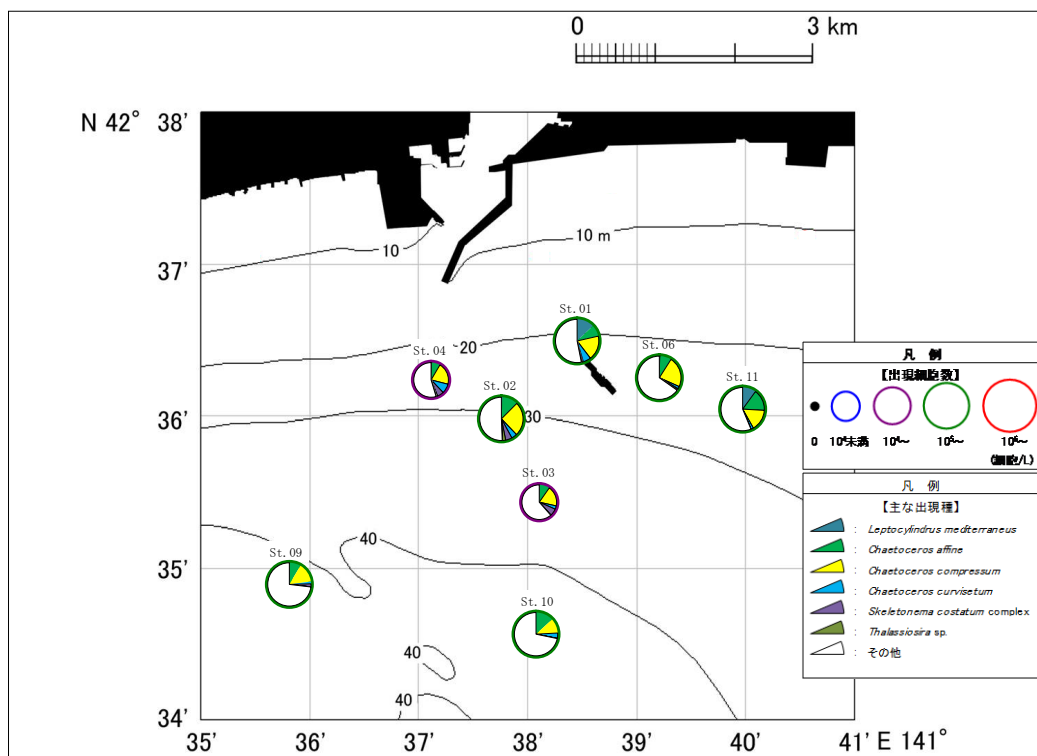 0 3 km
N 42° 38'
10
10 m
37'
St.01
St.04
20
St.06
St.02
St.11
36'
30
St.03
40
St.09
35'
St.10
40
40
34'
35' 36' 37' 38' 39' 40' 41' E 141°
凡 例
【出現細胞数】
0 10⁴未満 10⁴～ 10⁵～ 10⁶～
(細胞/L)
凡 例
【主な出現種】
: Leptocylindrus mediterraneus
: Chaetoceros affine
: Chaetoceros compressum
: Chaetoceros curvisetum
: Skeletonema costatum complex
: Thalassiosira sp.
: その他